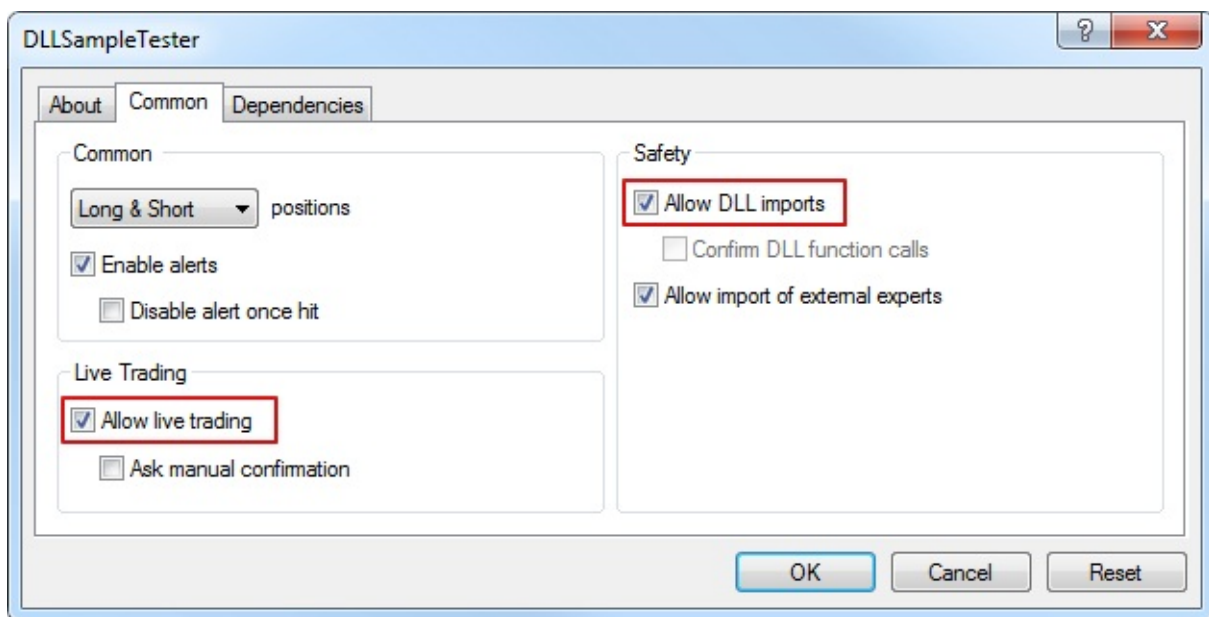 DLLSampleTester
About Common Dependencies
Common
Long & Short positions
Enable alerts
Disable alert once hit
Live Trading
Allow live trading
Ask manual confirmation
Safety
Allow DLL imports
Confirm DLL function calls
Allow import of external experts
OK Cancel Reset